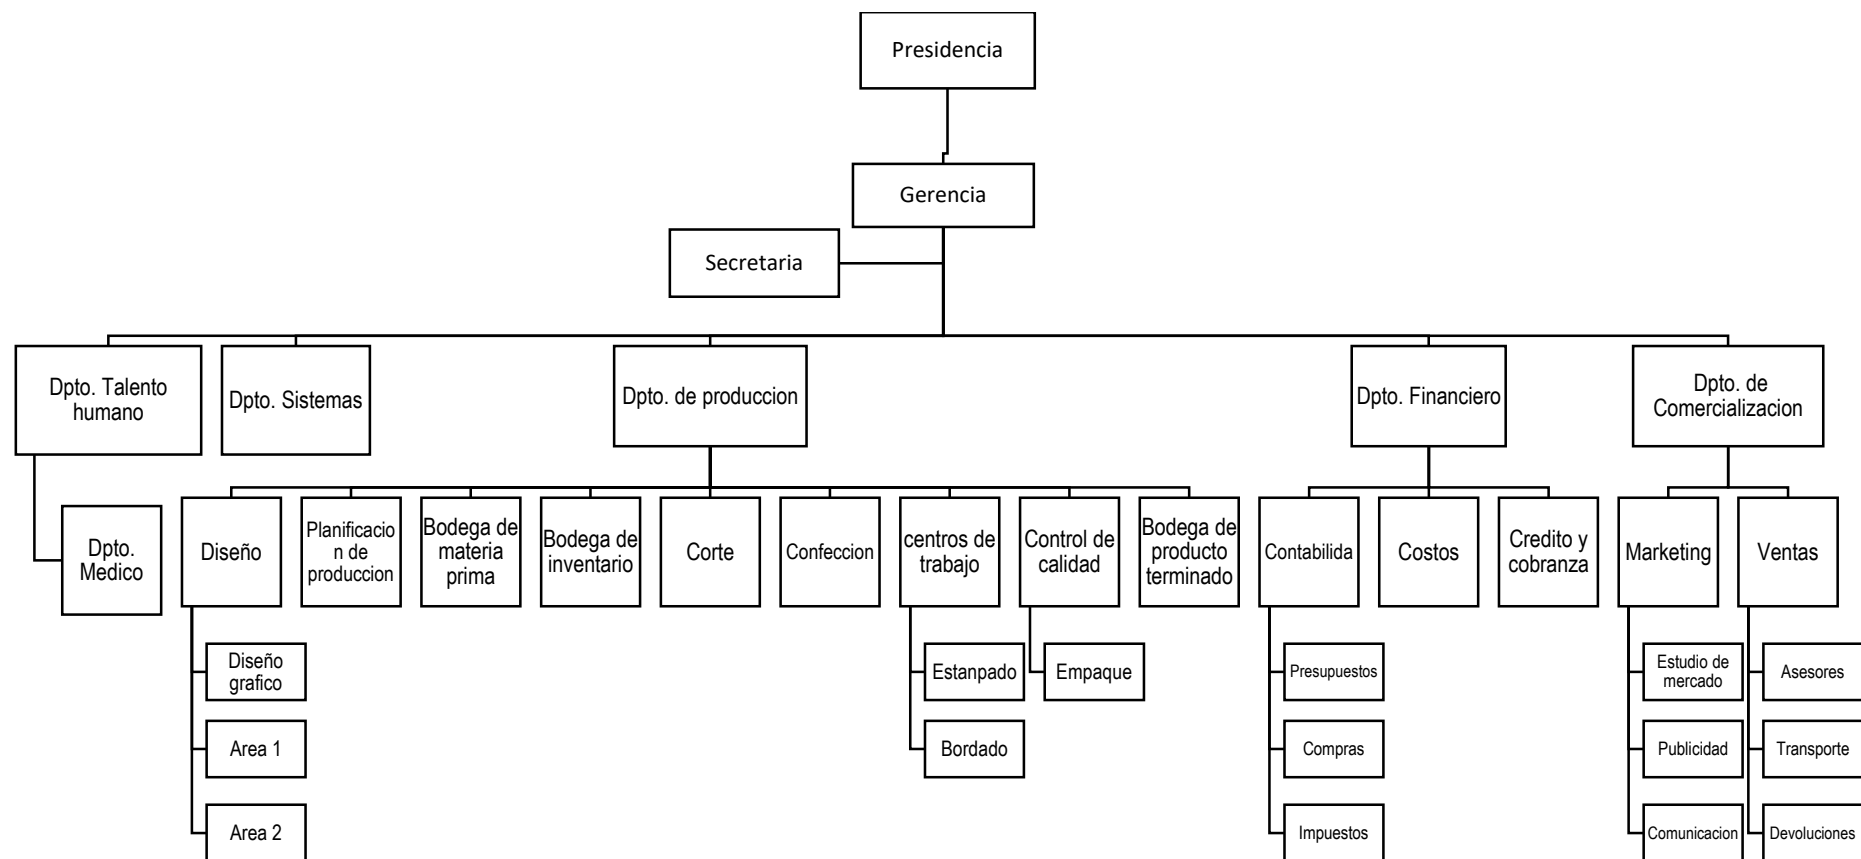 Presidencia
Gerencia
Secretaria
Dpto. Talento
humano
Dpto. Sistemas
Dpto. de produccion
Dpto. Financiero
Dpto. de
Comercializacion
Dpto.
Medico
Diseño
Planificacio
n de
produccion
Bodega de
materia
prima
Bodega de
inventario
Corte
Confeccion
centros de
trabajo
Control de
calidad
Bodega de
producto
terminado
Contabilida
Costos
Credito y
cobranza
Marketing
Ventas
Diseño
grafico
Estanpado
Empaque
Presupuestos
Estudio de
mercado
Asesores
Area 1
Bordado
Compras
Publicidad
Transporte
Area 2
Impuestos
Comunicacion
Devoluciones